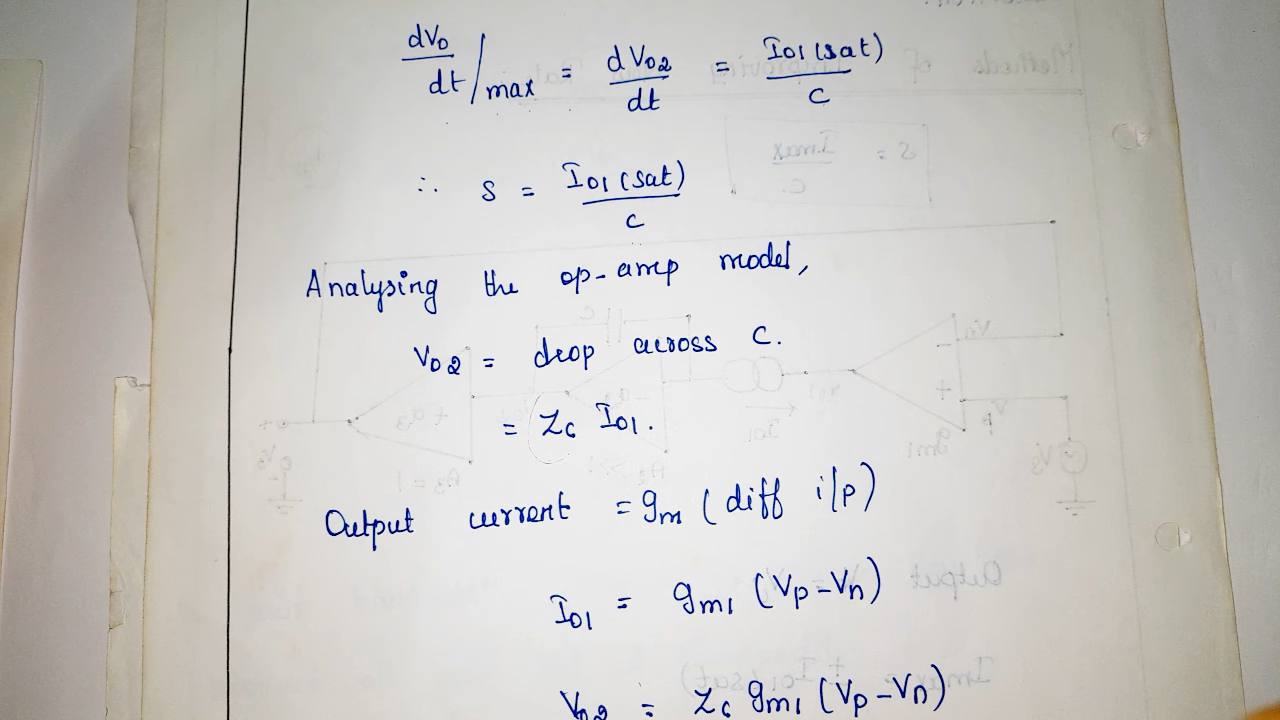 dVo/dt /max = dVo2/dt = Io1(sat)/C
∴ S = Io1(sat)/C
Analysing the op-amp model,
Vo2 = drop across C.
= Zc Io1.
Output current = gm (diff i/p)
Io1 = gm1 (Vp-Vn)
Vo2 = Zc gm1 (Vp-Vn)